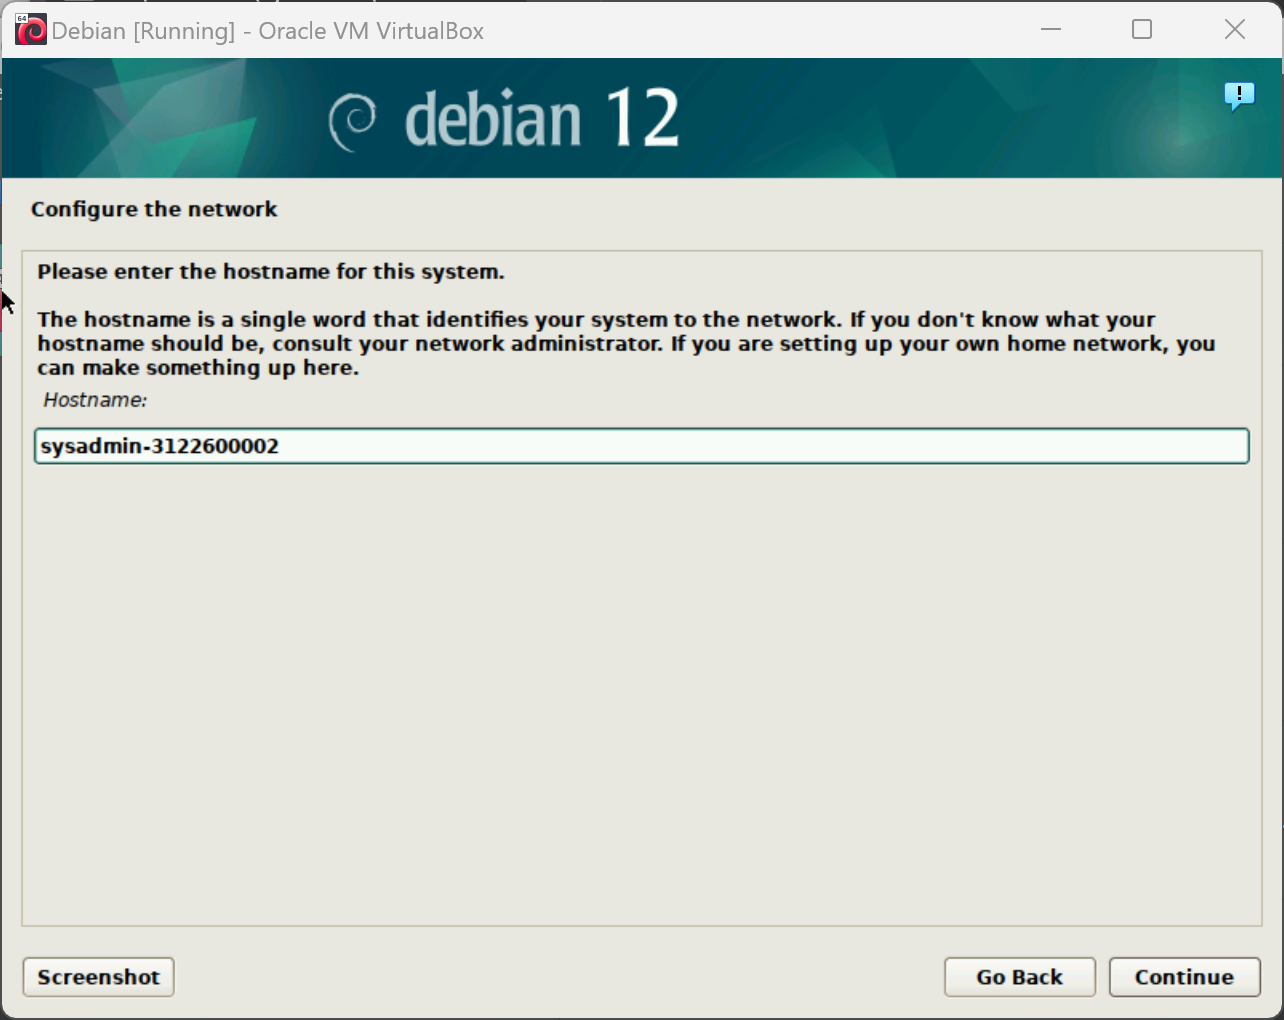 64
Debian [Running] - Oracle VM VirtualBox
debian 12
!
Configure the network
Please enter the hostname for this system.
The hostname is a single word that identifies your system to the network. If you don't know what your
hostname should be, consult your network administrator. If you are setting up your own home network, you
can make something up here.
Hostname:
sysadmin-3122600002
Screenshot
Go Back
Continue